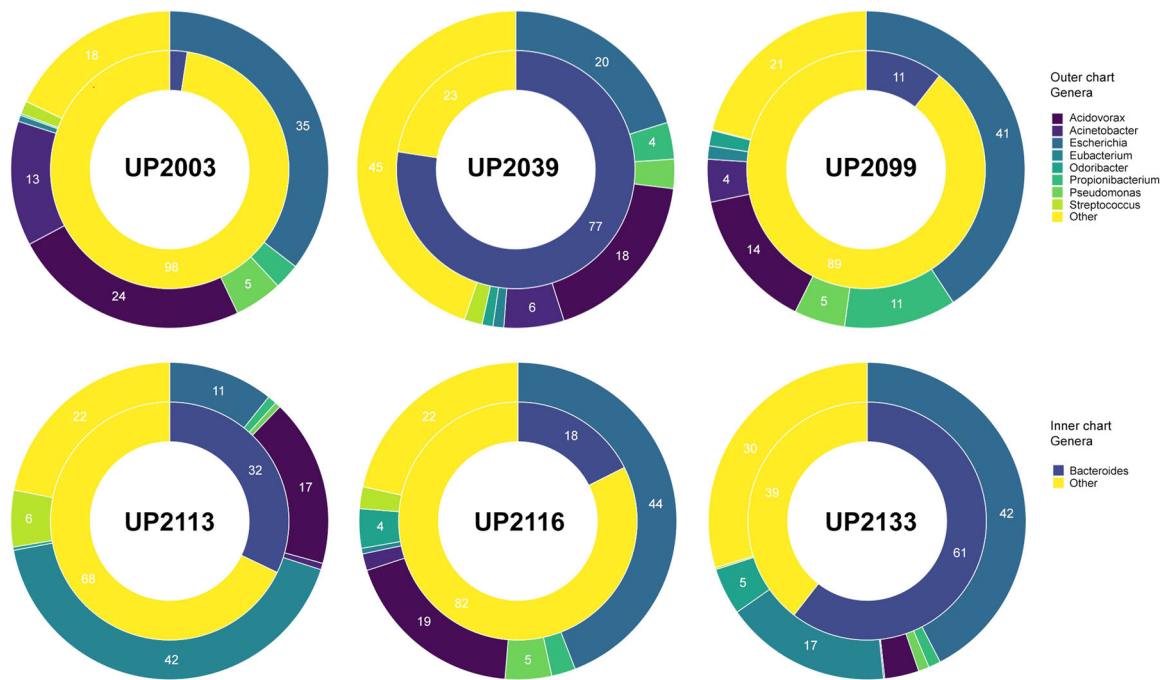 18
35
13
24
5
98
UP2003
20
4
18
6
45
23
77
UP2039
21
11
41
4
14
5
11
89
UP2099
Outer chart
Genera
Acidovorax
Acinetobacter
Escherichia
Eubacterium
Odoribacter
Propionibacterium
Pseudomonas
Streptococcus
Other
22
11
17
6
42
32
68
UP2113
22
18
44
4
19
5
82
UP2116
30
42
5
17
39
61
UP2133
Inner chart
Genera
Bacteroides
Other